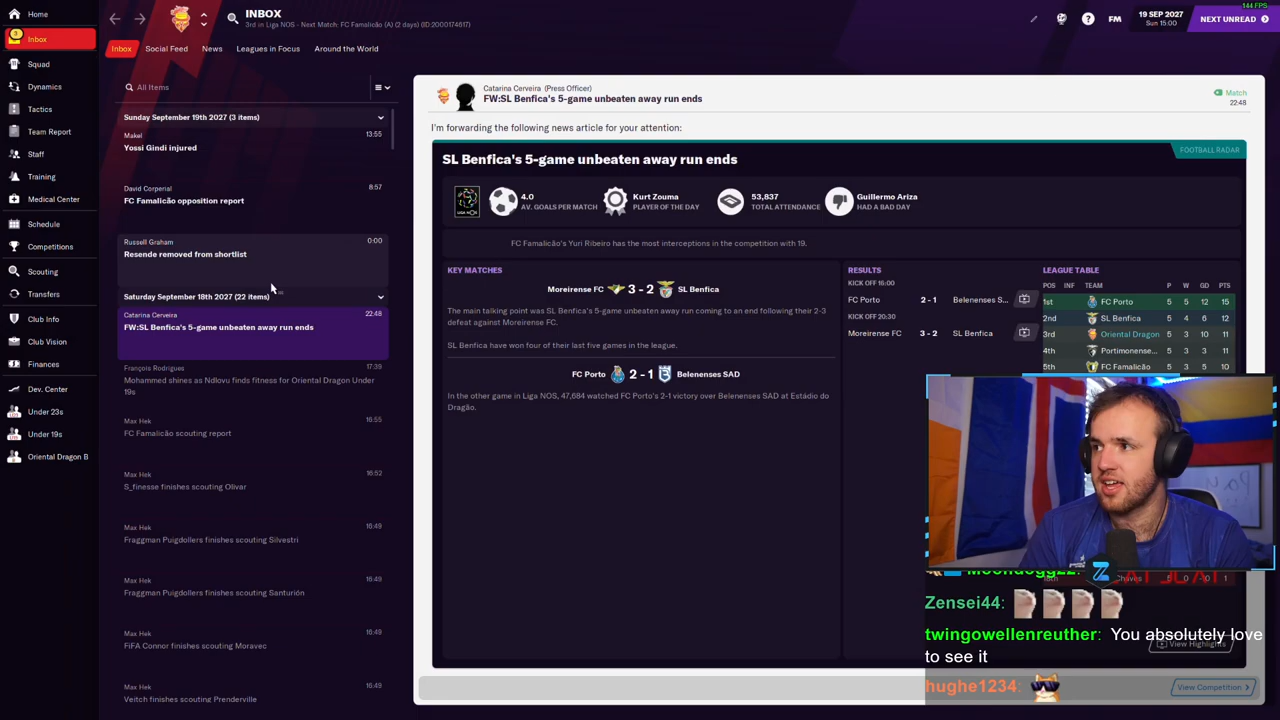 144 FPS
Home
INBOX
3rd in Liga NOS - Next Match: FC Famalicão (A) (2 days) (ID:2000174817)
FM
19 SEP 2027
Sun 15:00
NEXT UNREAD
Inbox
Squad
Dynamics
Tactics
Team Report
Staff
Training
Medical Center
Schedule
Competitions
Scouting
Transfers
Club Info
Club Vision
Finances
Dev. Center
Under 23s
Under 19s
Oriental Dragon B
Inbox
Social Feed
News
Leagues in Focus
Around the World
All Items
Sunday September 19th 2027 (3 items)
Makel
13:55
Yossi Gindi injured
David Corperial
8:57
FC Famalicão opposition report
Russell Graham
0:00
Resende removed from shortlist
Saturday September 18th 2027 (22 items)
Catarina Cerveira
22:48
FW:SL Benfica's 5-game unbeaten away run ends
François Rodrigues
17:39
Mohammed shines as Ndlovu finds fitness for Oriental Dragon Under
19s
Max Hek
16:55
FC Famalicão scouting report
Max Hek
16:52
S_finesse finishes scouting Olivar
Max Hek
16:49
Fraggman Puigdollers finishes scouting Silvestri
Max Hek
16:49
Fraggman Puigdollers finishes scouting Santurión
Max Hek
16:49
FiFA Connor finishes scouting Moravec
Max Hek
16:49
Veitch finishes scouting Prenderville
Catarina Cerveira (Press Officer)
FW:SL Benfica's 5-game unbeaten away run ends
Match
22:48
I'm forwarding the following news article for your attention:
FOOTBALL RADAR
SL Benfica's 5-game unbeaten away run ends
4.0
AV. GOALS PER MATCH
Kurt Zouma
PLAYER OF THE DAY
53,837
TOTAL ATTENDANCE
Guillermo Ariza
HAD A BAD DAY
FC Famalicão's Yuri Ribeiro has the most interceptions in the competition with 19.
KEY MATCHES
Moreirense FC 3 - 2 SL Benfica
The main talking point was SL Benfica's 5-game unbeaten away run coming to an end following their 2-3
defeat against Moreirense FC.
SL Benfica have won four of their last five games in the league.
FC Porto 2 - 1 Belenenses SAD
In the other game in Liga NOS, 47,684 watched FC Porto's 2-1 victory over Belenenses SAD at Estádio do
Dragão.
RESULTS
KICK OFF 16:00
FC Porto 2 - 1 Belenenses S...
KICK OFF 20:30
Moreirense FC 3 - 2 SL Benfica
LEAGUE TABLE
POS INF TEAM P W GD PTS
1st FC Porto 5 5 12 15
2nd SL Benfica 5 4 6 12
3rd Oriental Dragon 5 3 10 11
4th Portimonense... 5 3 3 11
5th FC Famalicão 5 3 5 10
Zensei44:
twingowellenreuther: You absolutely love
to see it
View Highlights
hughe1234:
View Competition